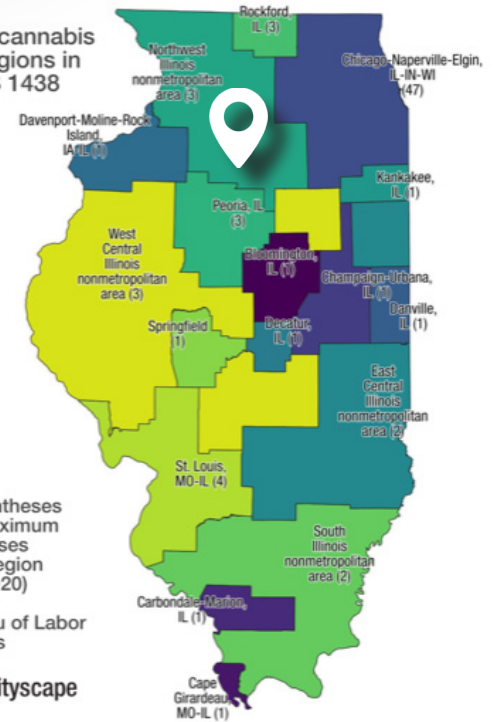 cannabis
gions in
1438
Rockford,
IL (3)
Northwest
Illinois
nonmetropolitan
area (3)
Chicago-Naperville-Elgin,
IL-IN-WI
(47)
Davenport-Moline-Rock
Island,
IA-IL (1)
Kankakee,
IL (1)
Peoria, IL
(3)
West
Central
Illinois
nonmetropolitan
area (3)
Bloomington,
IL (1)
Champaign-Urbana,
IL (1)
Danville,
IL (1)
Springfield
(1)
Decatur,
IL (1)
East
Central
Illinois
nonmetropolitan
area (2)
St. Louis,
MO-IL (4)
ntheses
ximum
ses
egion
20)
South
Illinois
nonmetropolitan
area (2)
Carbondale-Marion,
IL (1)
u of Labor
s
ityscape
Cape
Girardeau,
MO-IL (1)